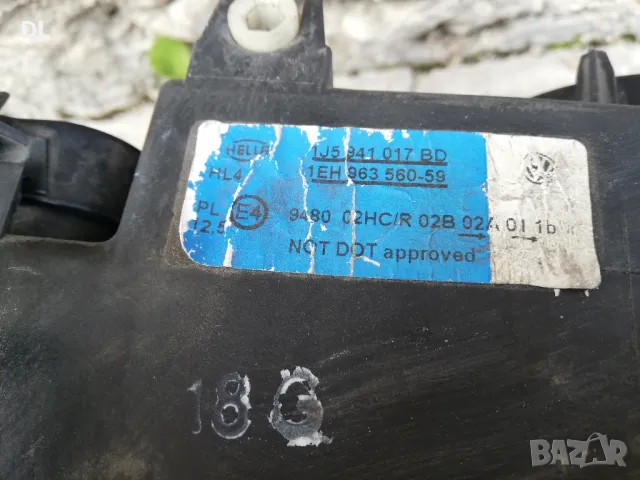 DL
HELLA
1J5 941 017 BD
HL4
1EH 963 560-59
PL
E4
12,5
9480 02HC/R 02B 02A 01 1b
NOT DOT approved
18 G
BAZAR
bg